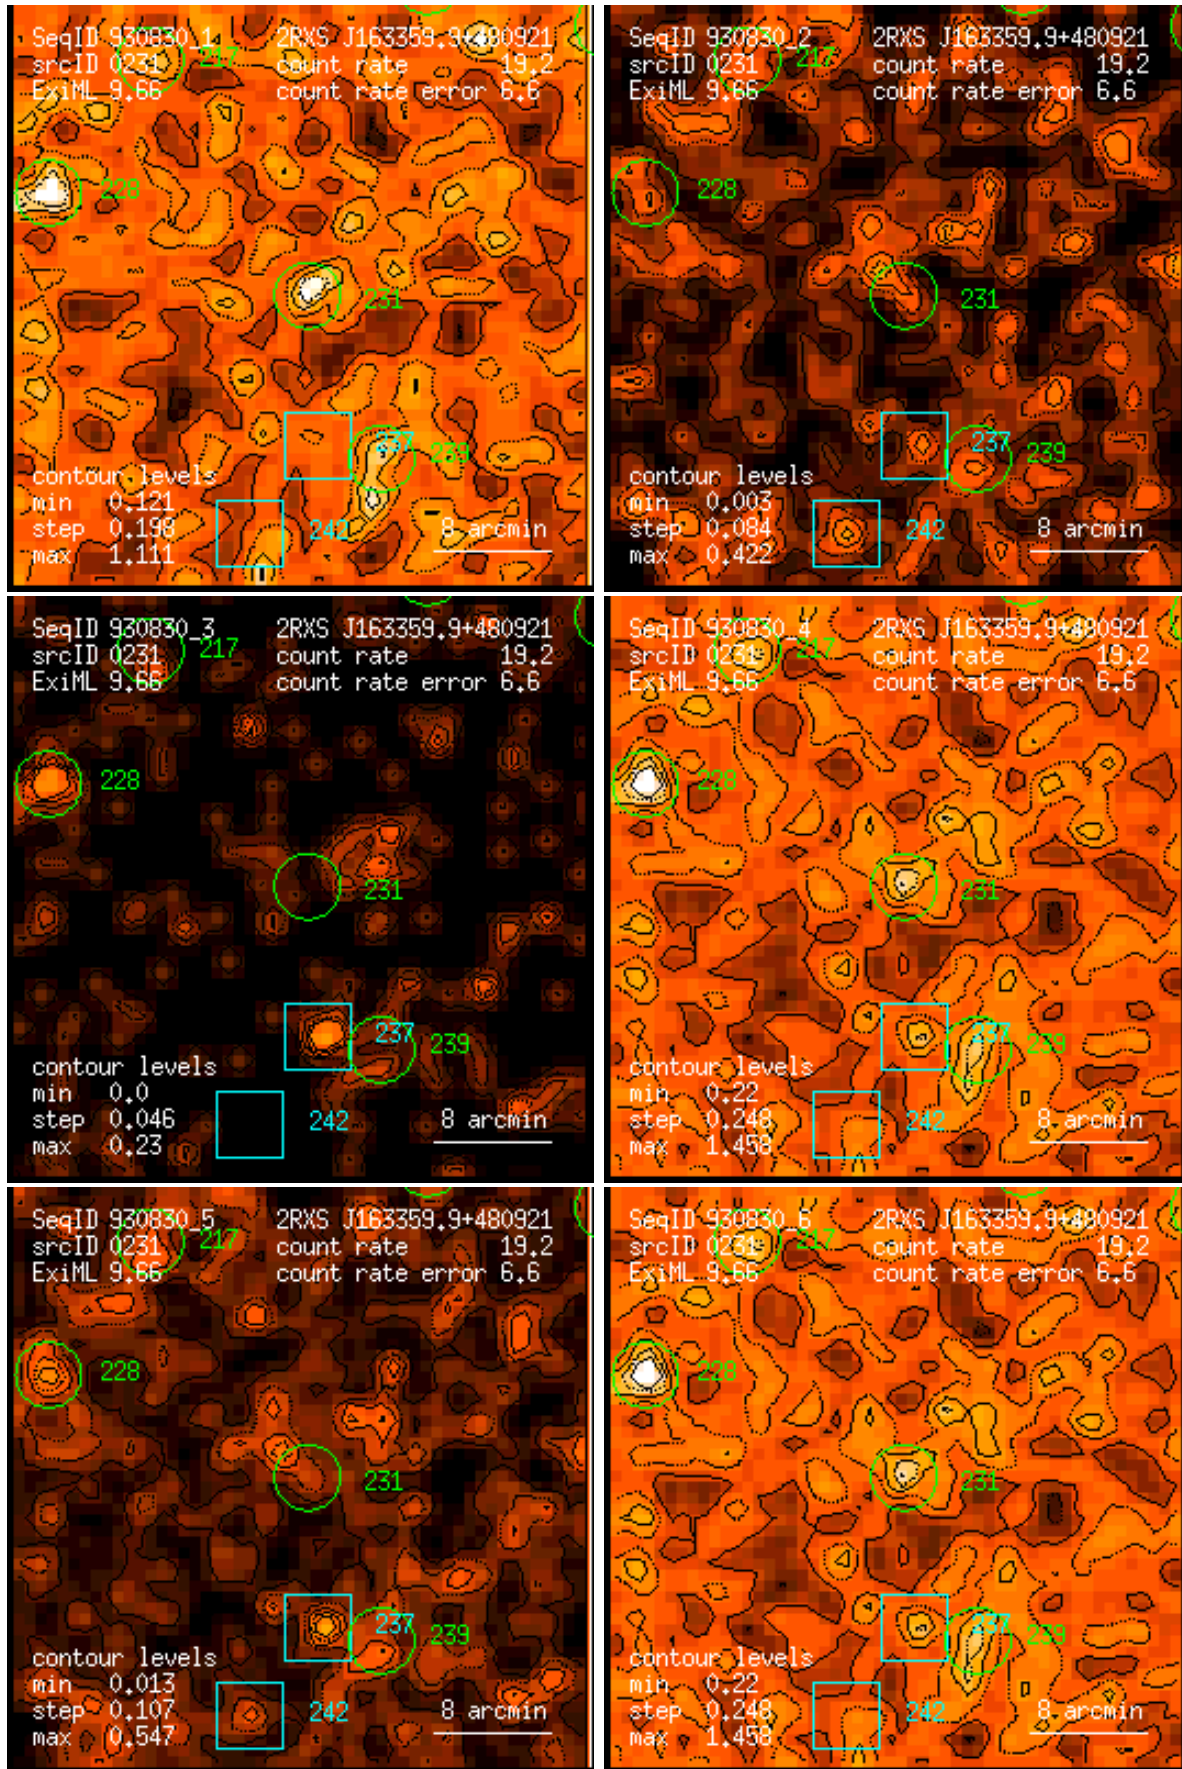 SeqID 930830_1 2RXS J163359.9+480921
srcID 0231 217 count rate 19.2
ExiML 9.66 count rate error 6.6
228
231
237
239
contour levels
min 0.121
step 0.198 242 8 arcmin
max 1.111
SeqID 930830_2 2RXS J163359.9+480921
srcID 0231 217 count rate 19.2
ExiML 9.66 count rate error 6.6
228
231
237
239
contour levels
min 0.003
step 0.084 242 8 arcmin
max 0.422
SeqID 930830_3 2RXS J163359.9+480921
srcID 0231 217 count rate 19.2
ExiML 9.66 count rate error 6.6
228
231
237
239
contour levels
min 0.0
step 0.046 242 8 arcmin
max 0.23
SeqID 930830_4 2RXS J163359.9+480921
srcID 0231 217 count rate 19.2
ExiML 9.66 count rate error 6.6
228
231
237
239
contour levels
min 0.22
step 0.248 242 8 arcmin
max 1.458
SeqID 930830_5 2RXS J163359.9+480921
srcID 0231 217 count rate 19.2
ExiML 9.66 count rate error 6.6
228
231
237
239
contour levels
min 0.013
step 0.107 242 8 arcmin
max 0.547
SeqID 930830_6 2RXS J163359.9+480921
srcID 0231 217 count rate 19.2
ExiML 9.66 count rate error 6.6
228
231
237
239
contour levels
min 0.22
step 0.248 242 8 arcmin
max 1.458